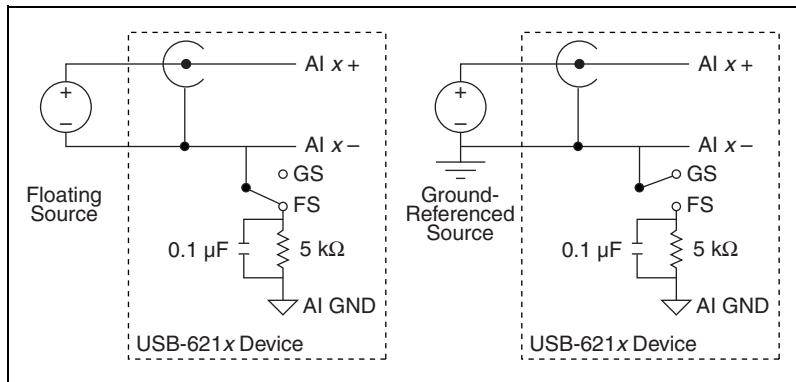 +
−
AI x+
AI x−
GS
FS
Floating
Source
0.1 µF
5 kΩ
AI GND
USB-621x Device
+
−
AI x+
AI x−
GS
FS
Ground-
Referenced
Source
0.1 µF
5 kΩ
AI GND
USB-621x Device